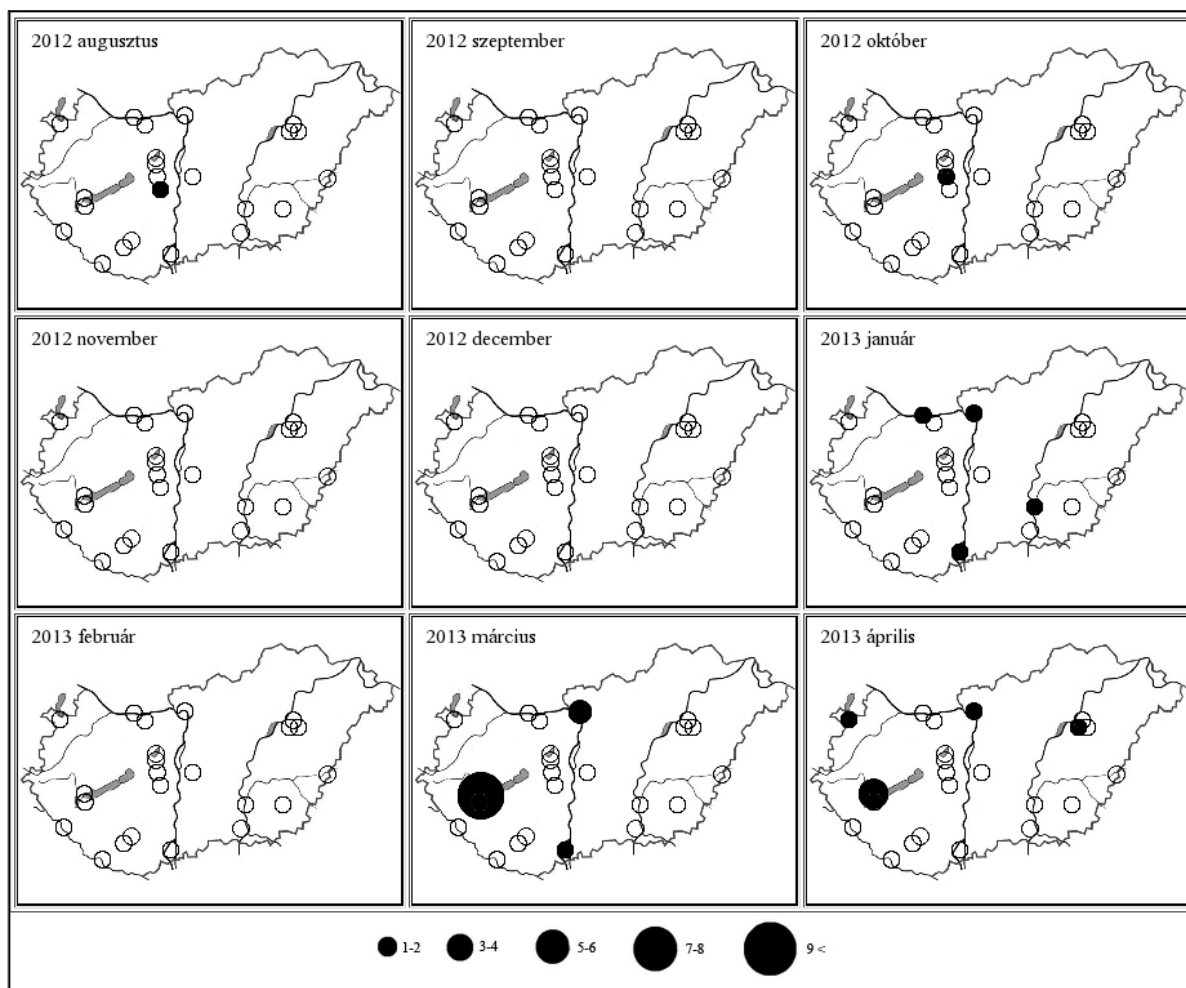 2012 augusztus
2012 szeptember
2012 október
2012 november
2012 december
2013 január
2013 február
2013 március
2013 április
1-2
3-4
5-6
7-8
9 <